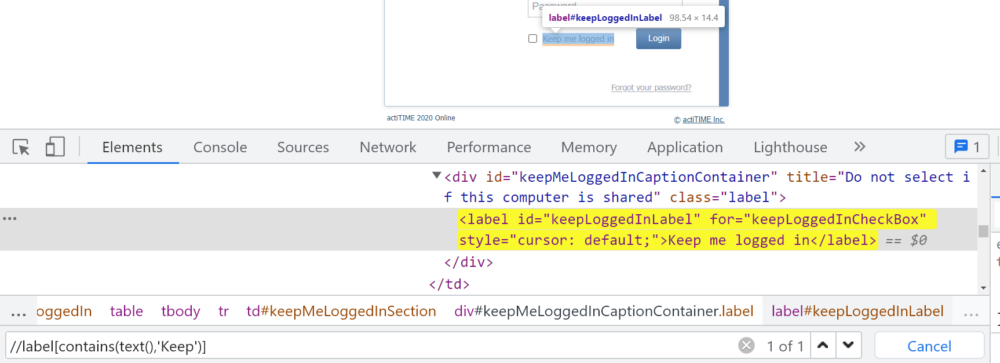 Password
label#keepLoggedInLabel 98.54 × 14.4
Keep me logged in
Login
Forgot your password?
actiTIME 2020 Online
© actiTIME Inc.
Elements Console Sources Network Performance Memory Application Lighthouse » 1
<div id="keepMeLoggedInCaptionContainer" title="Do not select i
f this computer is shared" class="label">
... <label id="keepLoggedInLabel" for="keepLoggedInCheckBox"
style="cursor: default;">Keep me logged in</label> == $0
</div>
</td>
... oggedIn table tbody tr td#keepMeLoggedInSection div#keepMeLoggedInCaptionContainer.label label#keepLoggedInLabel ...
//label[contains(text(),'Keep')] 1 of 1 Cancel